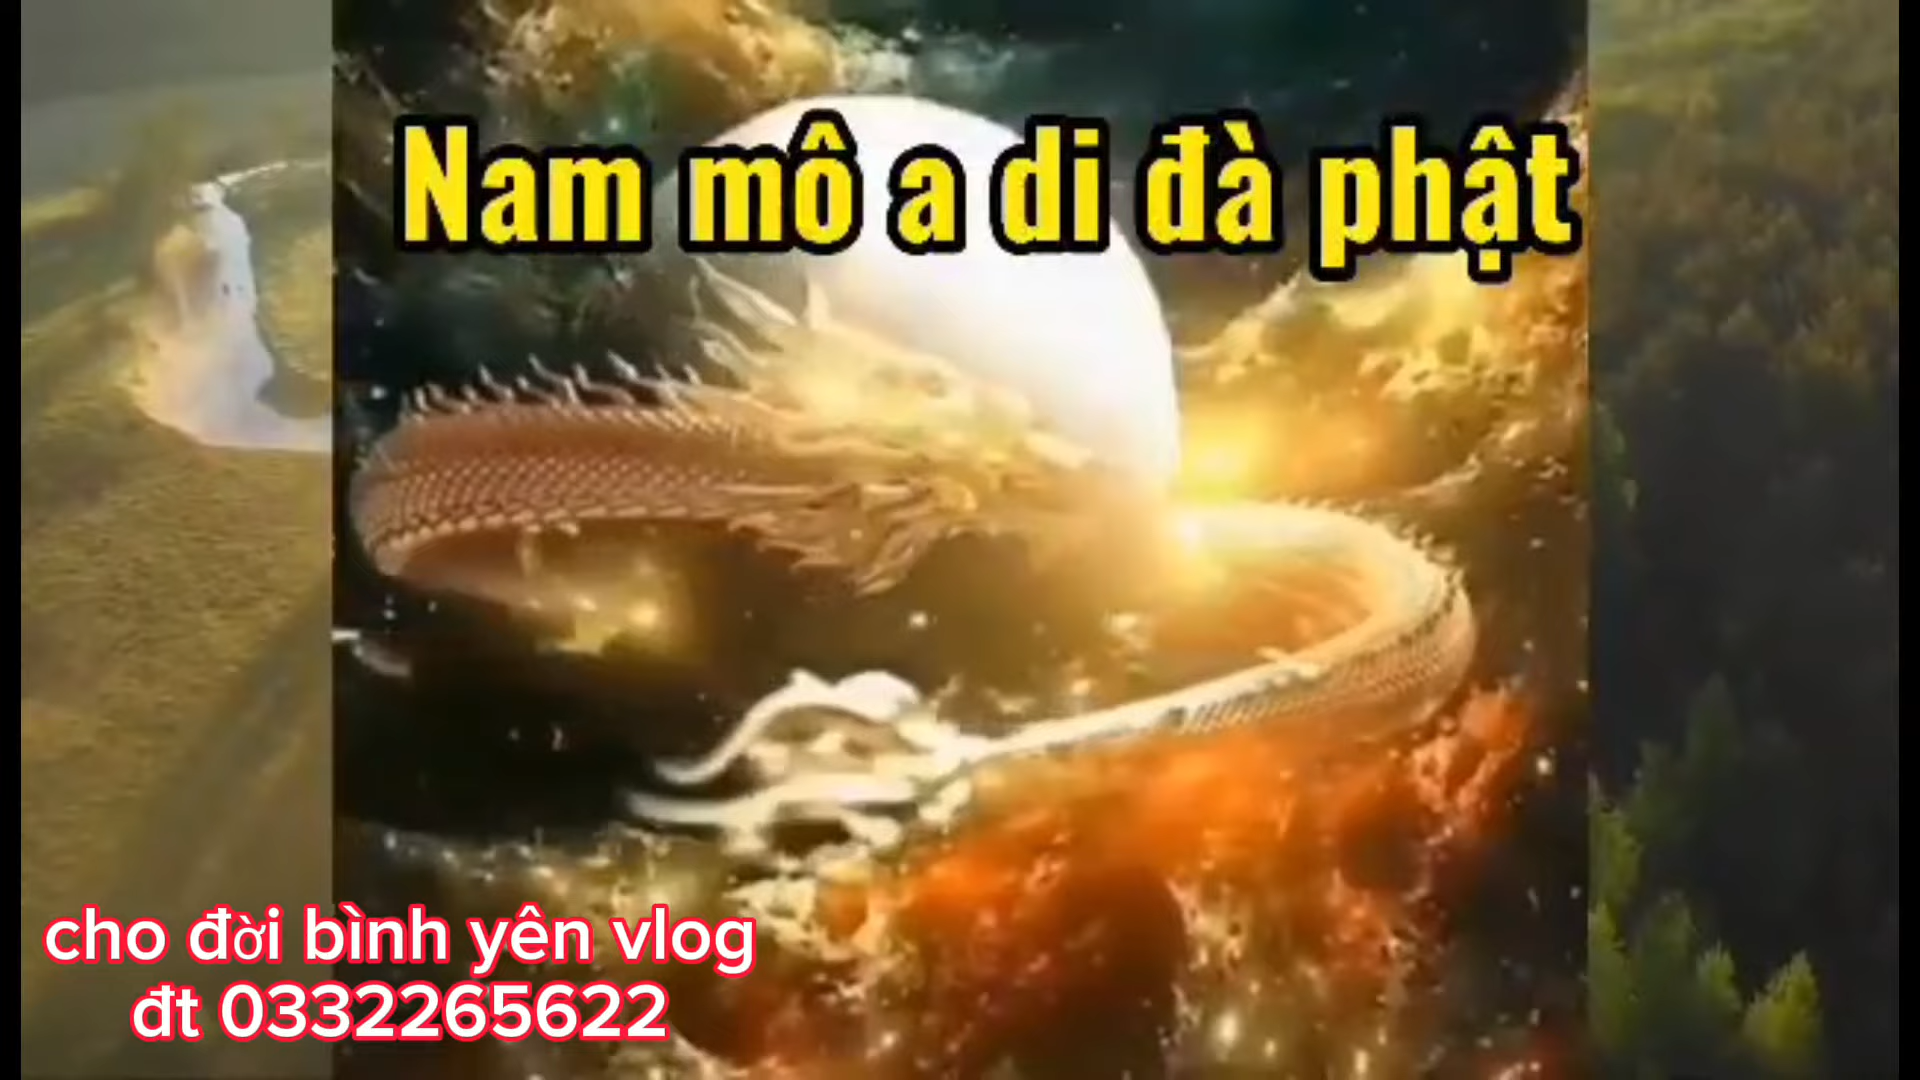 Nam mô a di đà phật
cho đời bình yên vlog
đt 0332265622